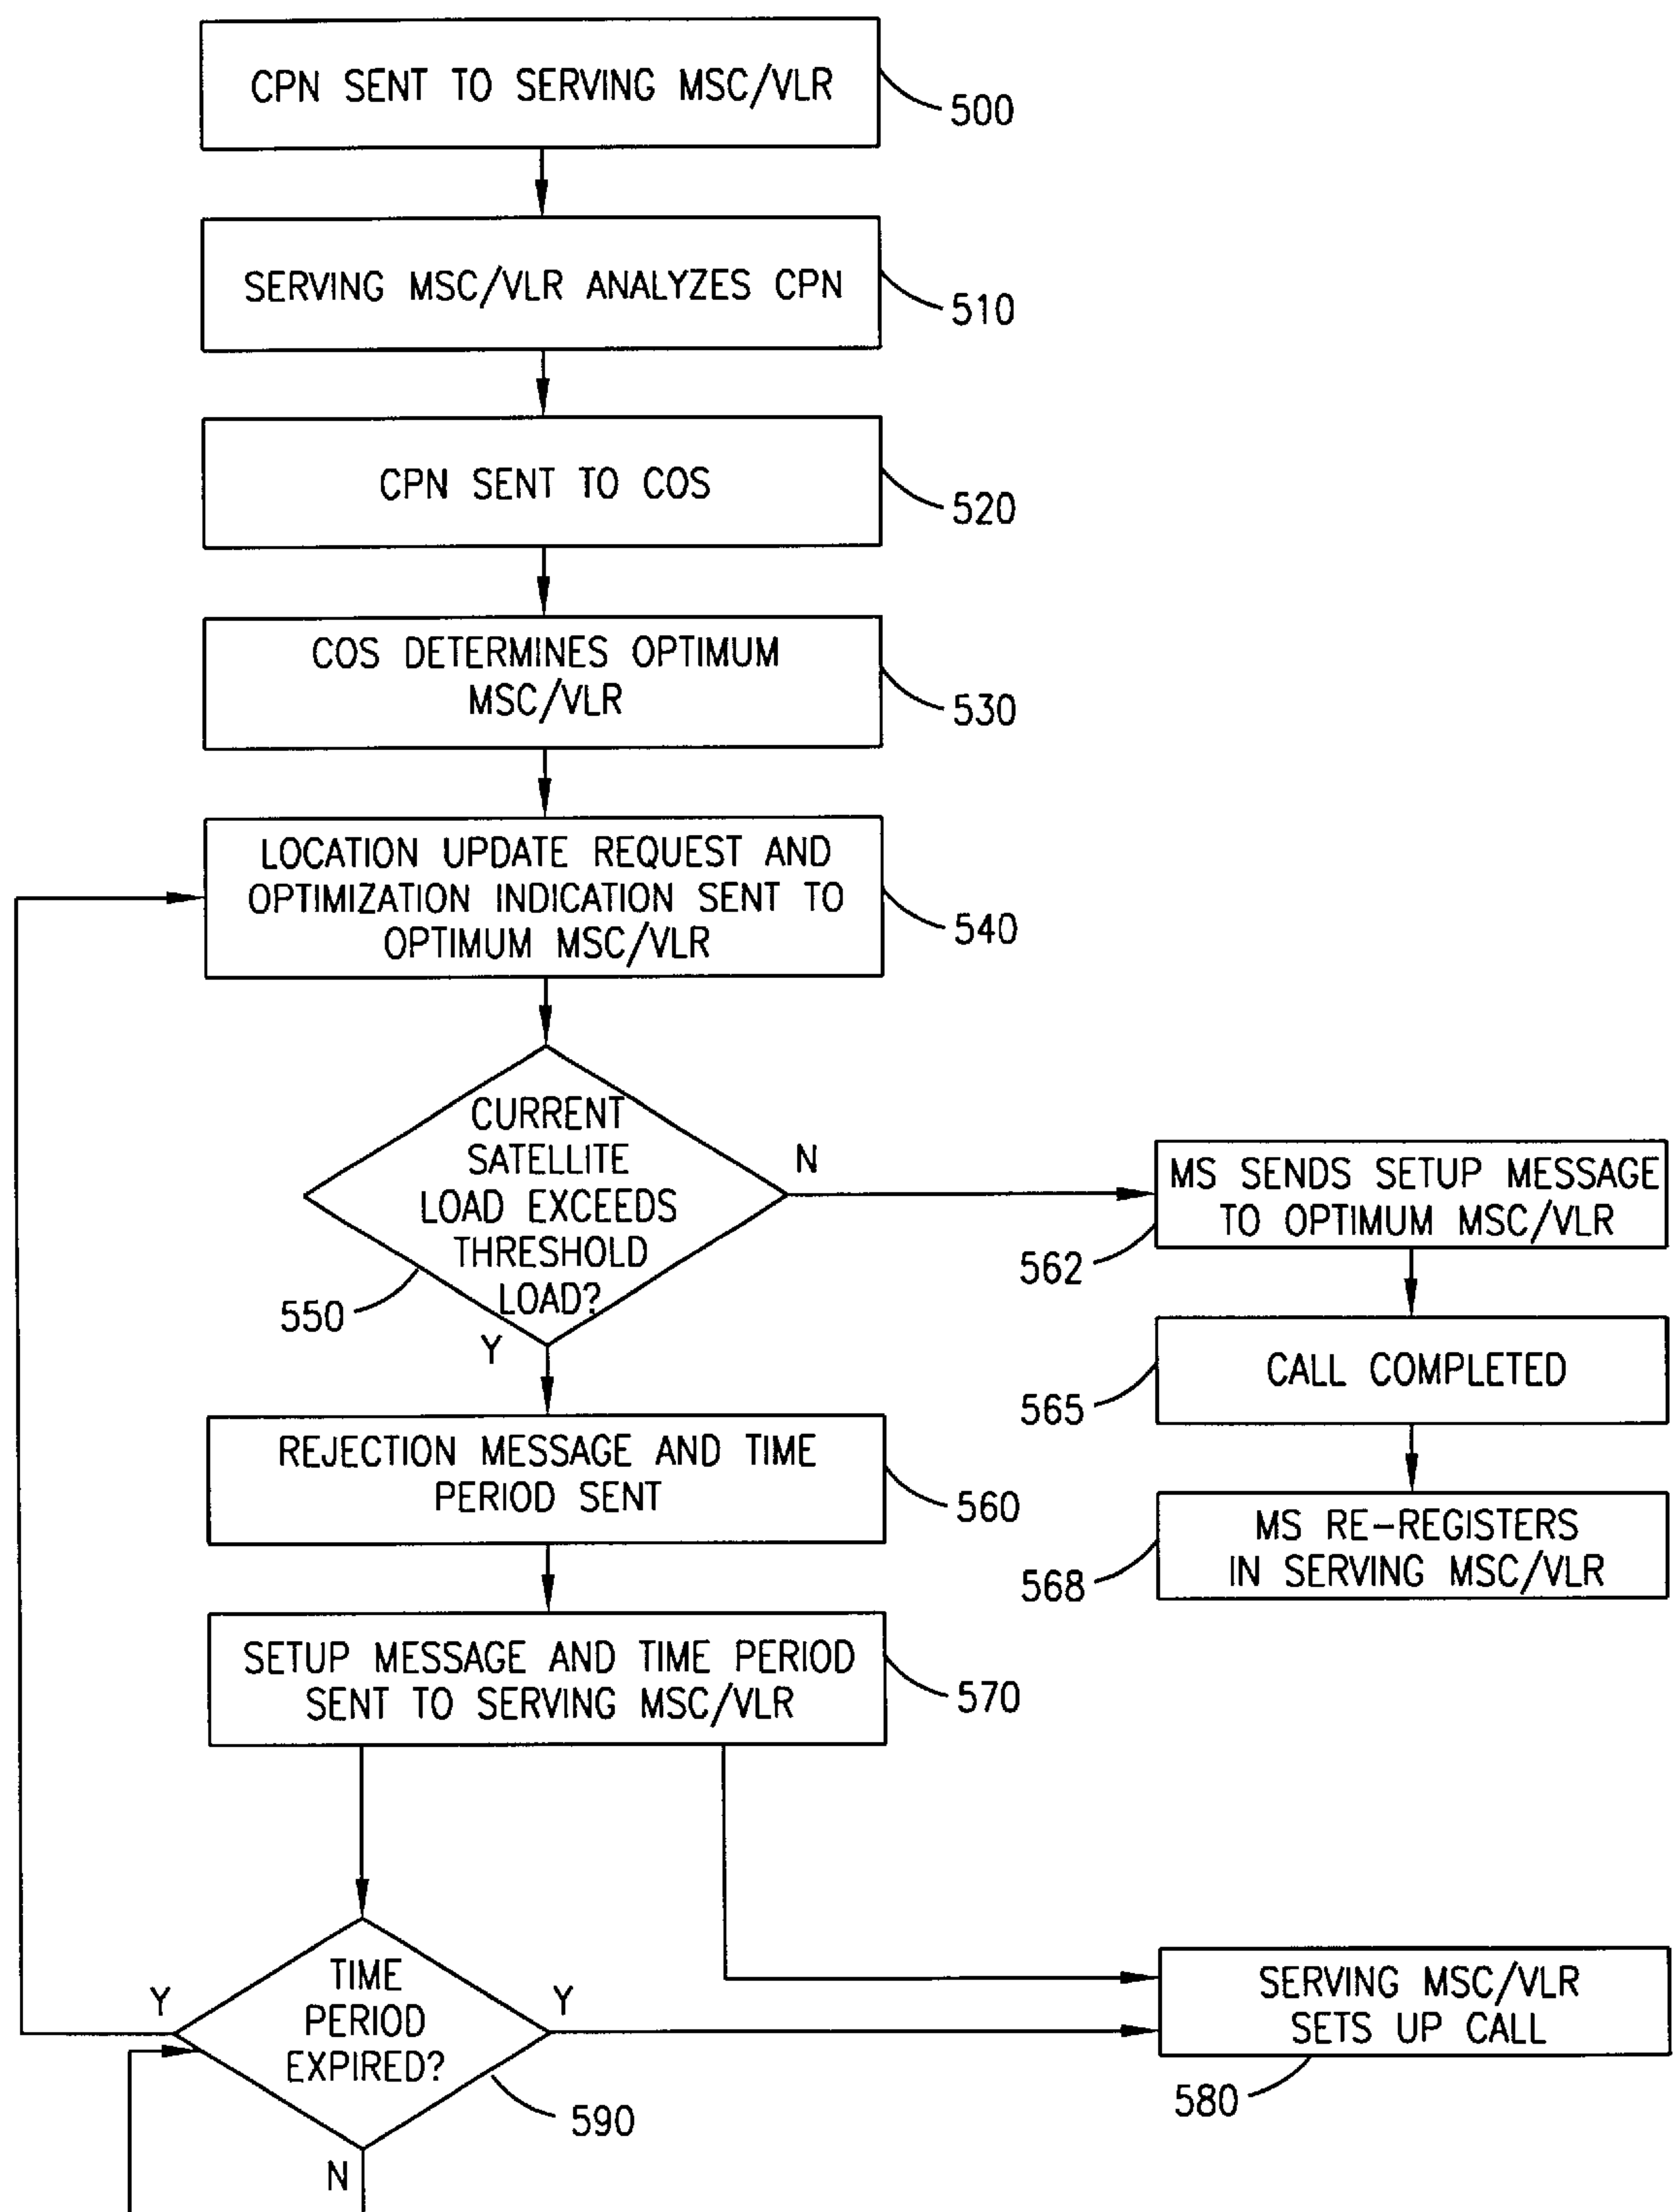 CPN SENT TO SERVING MSC/VLR
500
SERVING MSC/VLR ANALYZES CPN
510
CPN SENT TO COS
520
COS DETERMINES OPTIMUM
MSC/VLR
530
LOCATION UPDATE REQUEST AND
OPTIMIZATION INDICATION SENT TO
OPTIMUM MSC/VLR
540
CURRENT
SATELLITE
LOAD EXCEEDS
THRESHOLD
LOAD?
550
N
Y
MS SENDS SETUP MESSAGE
TO OPTIMUM MSC/VLR
562
CALL COMPLETED
565
MS RE-REGISTERS
IN SERVING MSC/VLR
568
REJECTION MESSAGE AND TIME
PERIOD SENT
560
SETUP MESSAGE AND TIME PERIOD
SENT TO SERVING MSC/VLR
570
TIME
PERIOD
EXPIRED?
Y
Y
590
N
SERVING MSC/VLR
SETS UP CALL
580